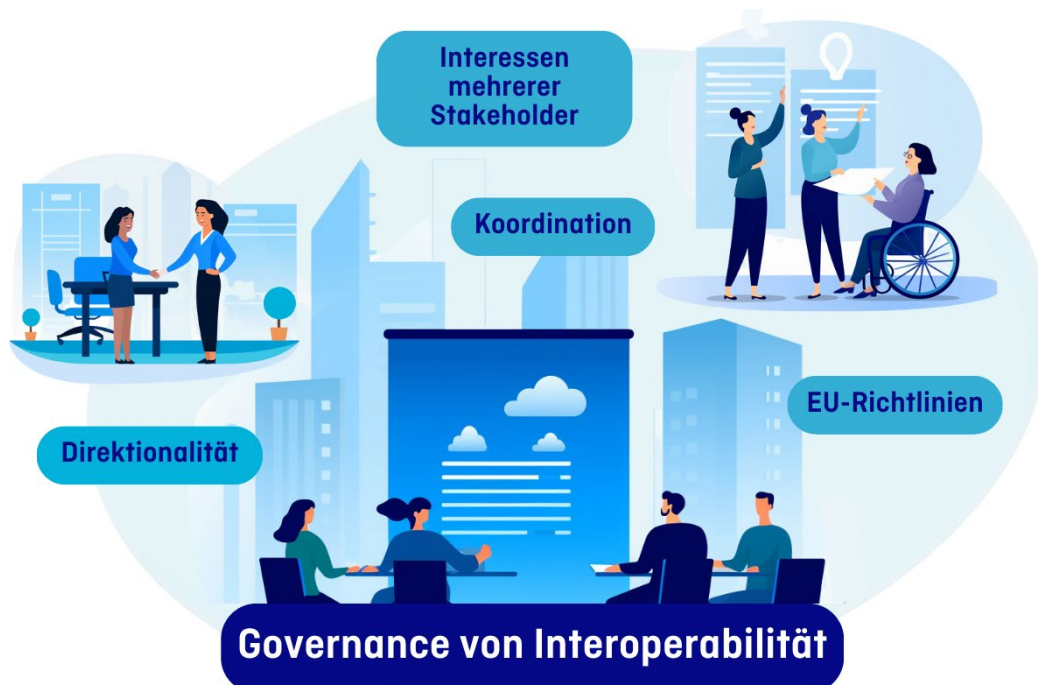 Interessen
mehrerer
Stakeholder
Koordination
EU-Richtlinien
Direktionalität
Governance von Interoperabilität